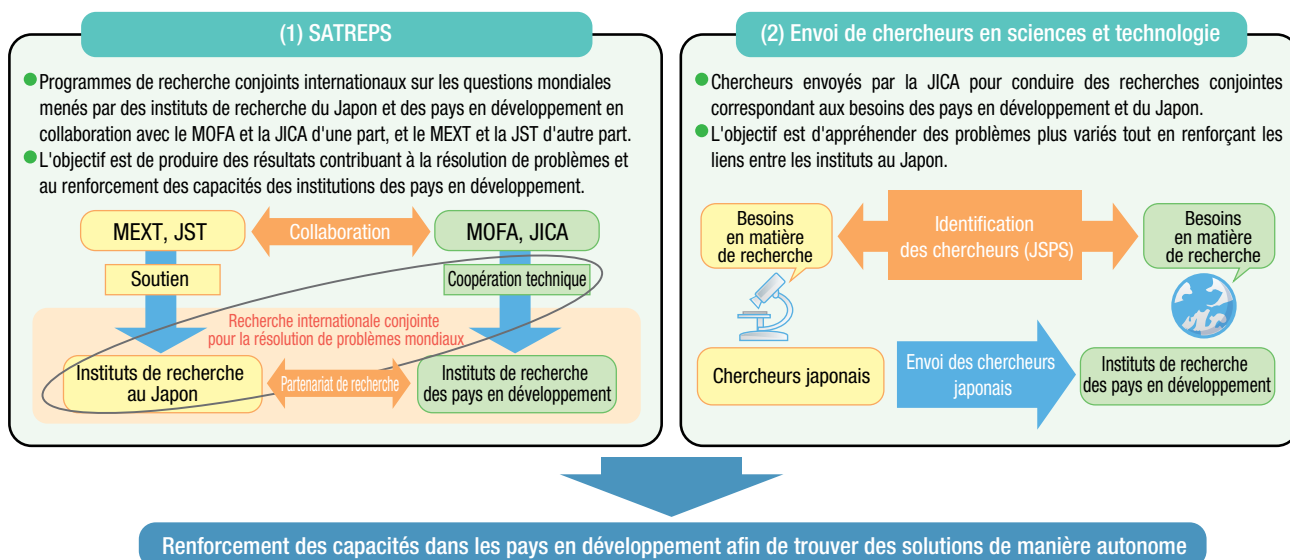 (1) SATREPS
Programmes de recherche conjoints internationaux sur les questions mondiales
menés par des instituts de recherche du Japon et des pays en développement en
collaboration avec le MOFA et la JICA d'une part, et le MEXT et la JST d'autre part.
L'objectif est de produire des résultats contribuant à la résolution de problèmes et
au renforcement des capacités des institutions des pays en développement.
MEXT, JST
Collaboration
MOFA, JICA
Soutien
Coopération technique
Recherche internationale conjointe
pour la résolution de problèmes mondiaux
Instituts de recherche
au Japon
Partenariat de recherche
Instituts de recherche
des pays en développement
(2) Envoi de chercheurs en sciences et technologie
Chercheurs envoyés par la JICA pour conduire des recherches conjointes
correspondant aux besoins des pays en développement et du Japon.
L'objectif est d'appréhender des problèmes plus variés tout en renforçant les
liens entre les instituts au Japon.
Besoins
en matière
de recherche
Identification
des chercheurs (JSPS)
Besoins
en matière
de recherche
Chercheurs japonais
Envoi des chercheurs
japonais
Instituts de recherche
des pays en développement
Renforcement des capacités dans les pays en développement afin de trouver des solutions de manière autonome